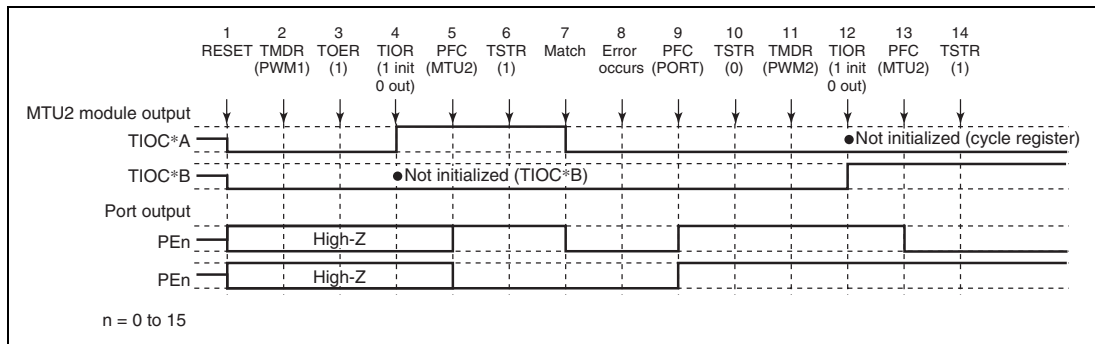 1 2 3 4 5 6 7 8 9 10 11 12 13 14
RESET TMDR TOER TIOR PFC TSTR Match Error PFC TSTR TMDR TIOR PFC TSTR
(PWM1) (1) (1 init (MTU2) (1) occurs (PORT) (0) (PWM2) (1 init (MTU2) (1)
0 out) 0 out)
MTU2 module output
TIOC*A ●Not initialized (cycle register)
TIOC*B ●Not initialized (TIOC*B)
Port output
PEn High-Z
PEn High-Z
n = 0 to 15